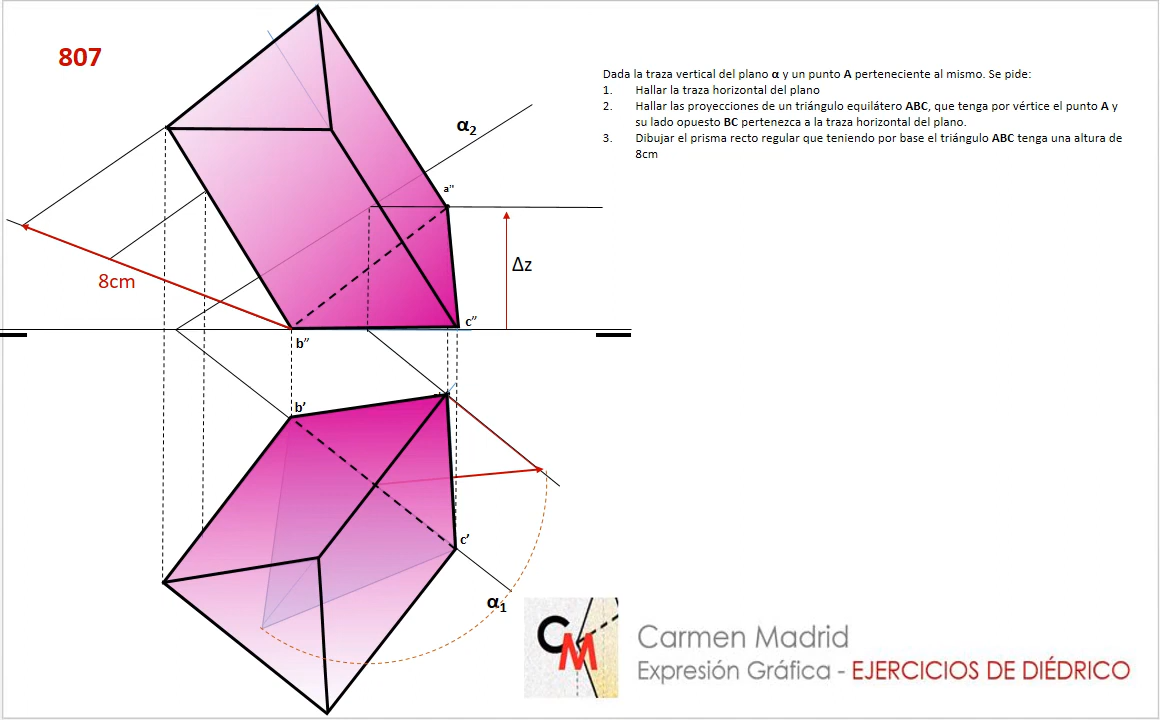 807
Dada la traza vertical del plano α y un punto A perteneciente al mismo. Se pide:
1. Hallar la traza horizontal del plano
2. Hallar las proyecciones de un triángulo equilátero ABC, que tenga por vértice el punto A y
su lado opuesto BC pertenezca a la traza horizontal del plano.
3. Dibujar el prisma recto regular que teniendo por base el triángulo ABC tenga una altura de
8cm
α2
a"
Δz
8cm
c"
b"
b'
c'
α1
CM
Carmen Madrid
Expresión Gráfica - EJERCICIOS DE DIÉDRICO